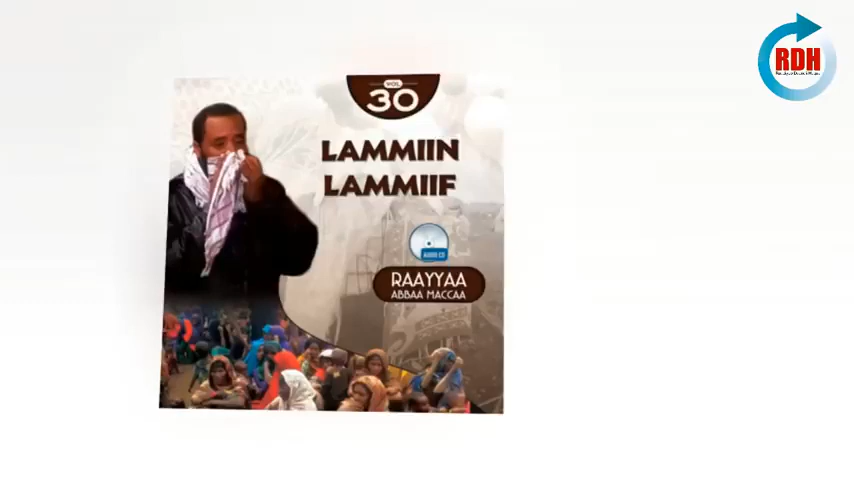 VOL
30
LAMMIIN
LAMMIIF
AUDIO CD
RAAYYAA
ABBAA MACCAA
RDH